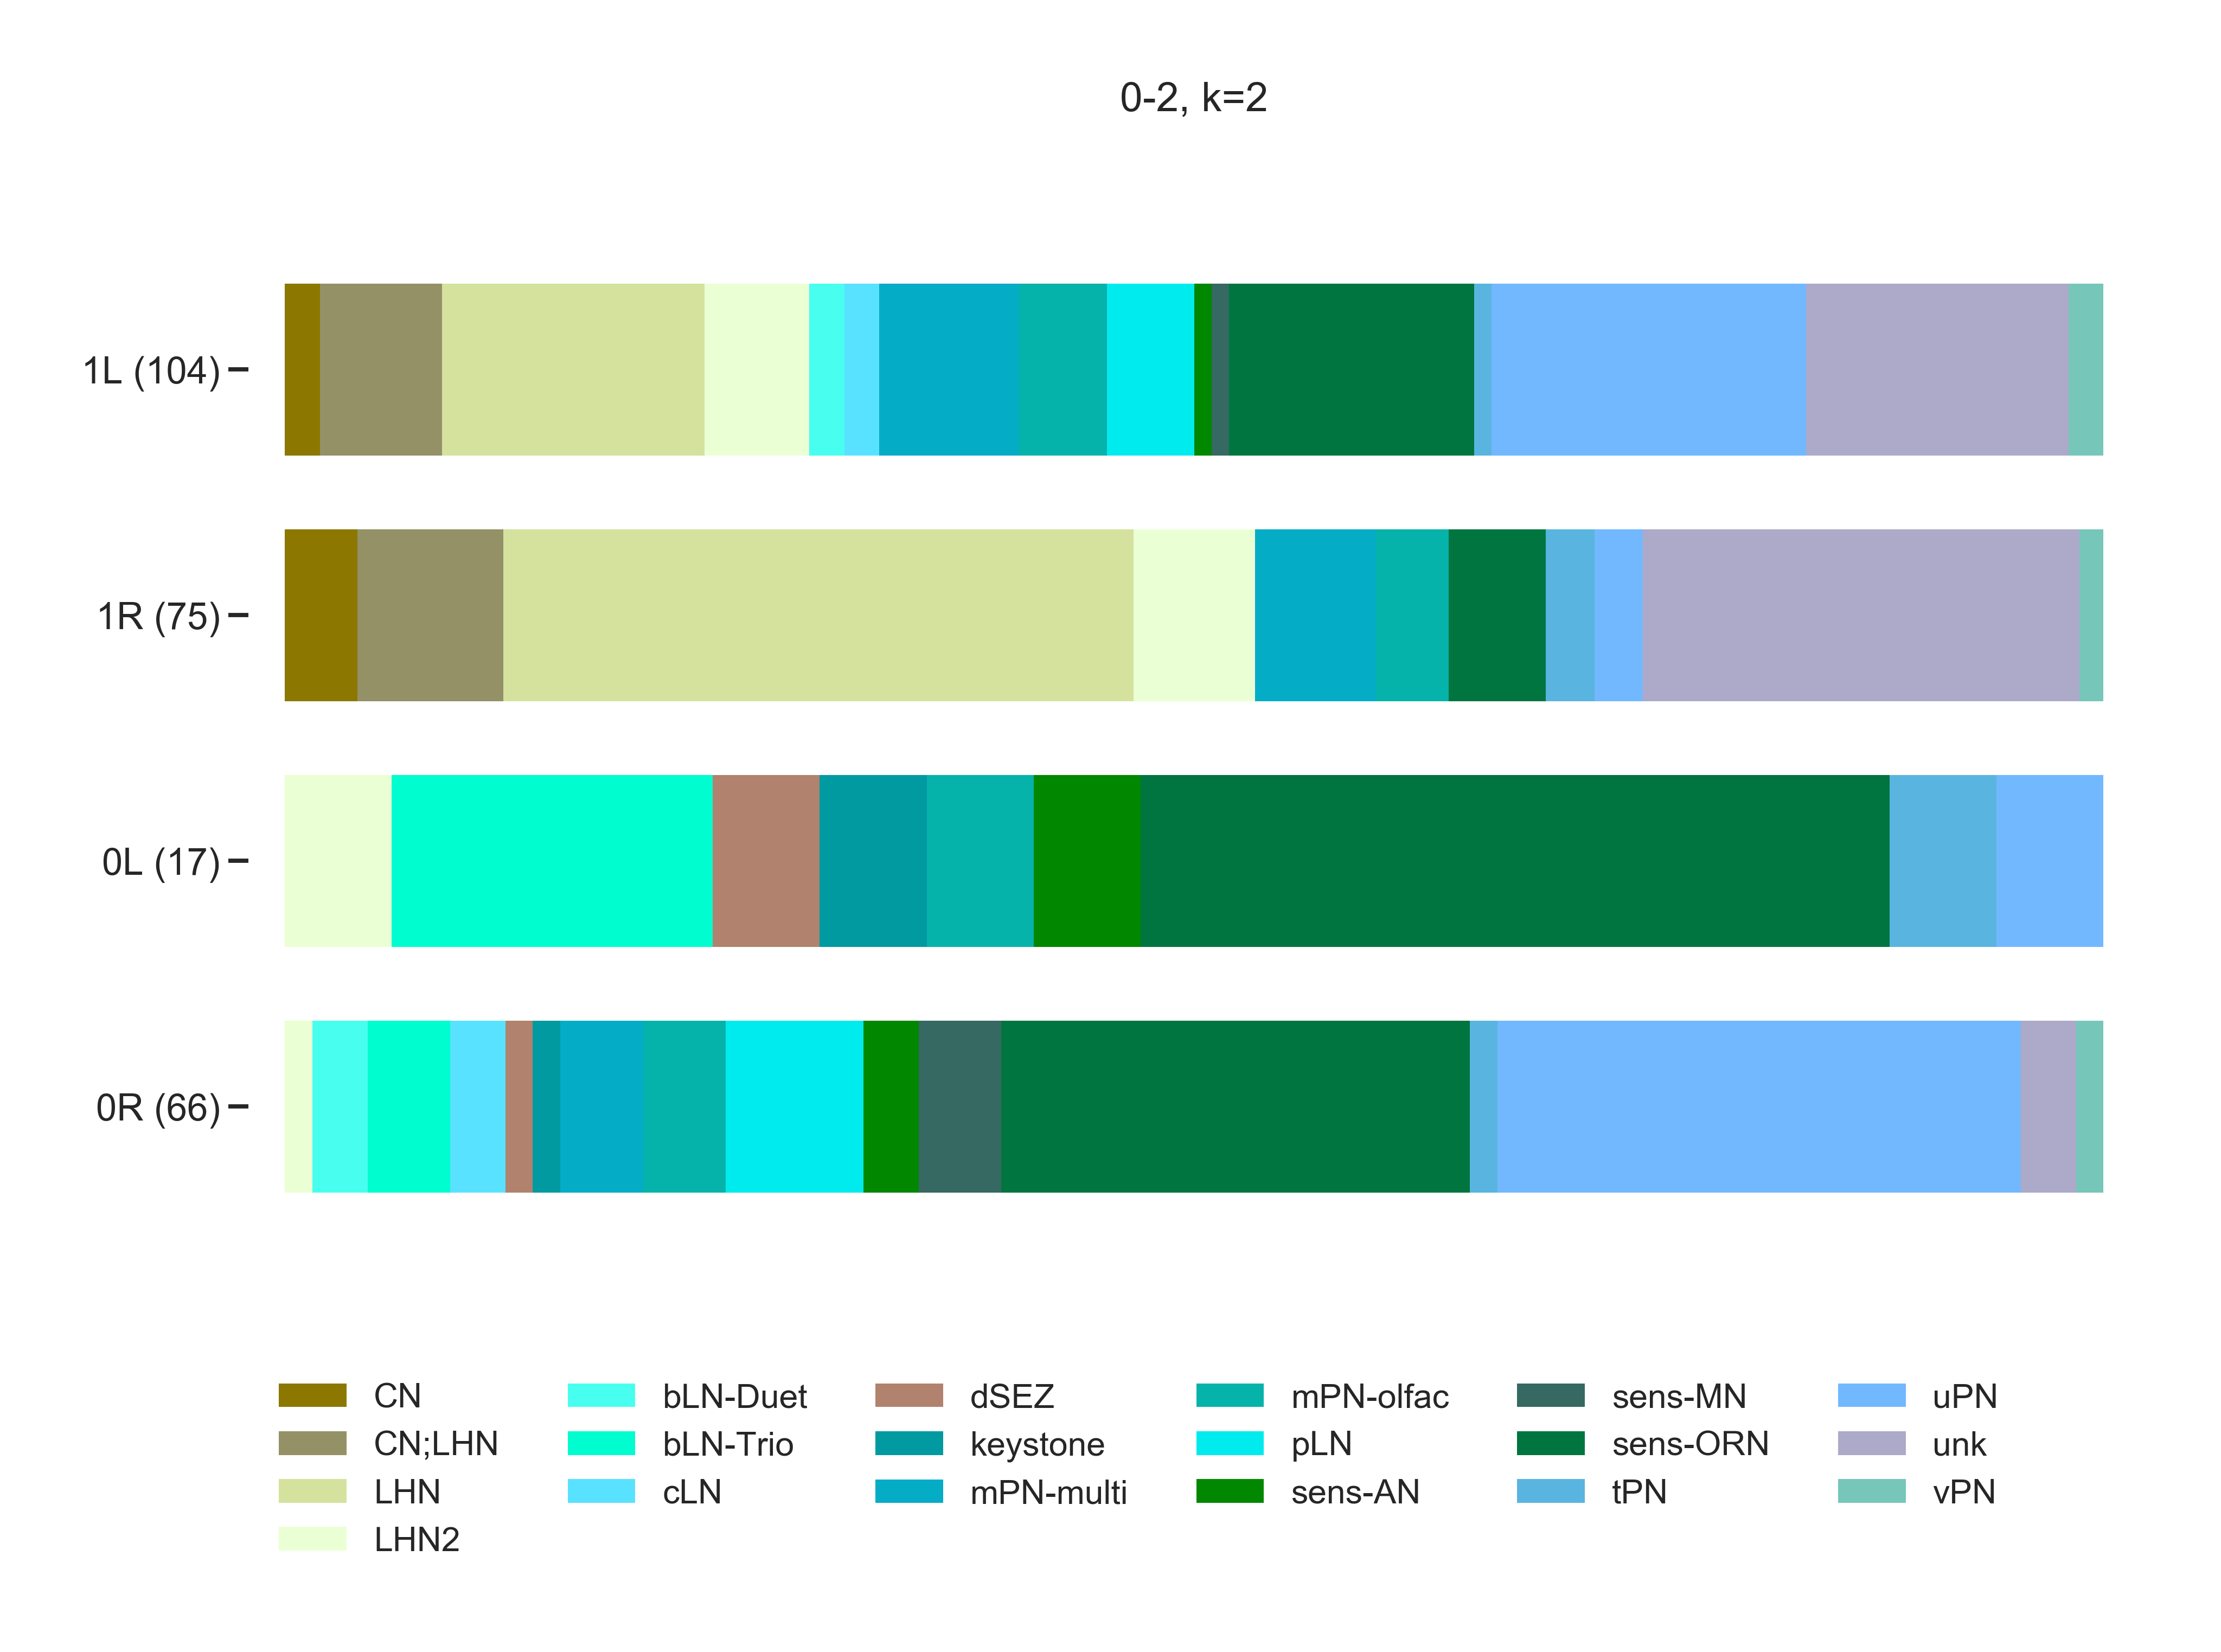 0-2, k=2
1L (104)
1R (75)
0L (17)
0R (66)
CN bLN-Duet dSEZ mPN-olfac sens-MN uPN
CN;LHN bLN-Trio keystone pLN sens-ORN unk
LHN cLN mPN-multi sens-AN tPN vPN
LHN2